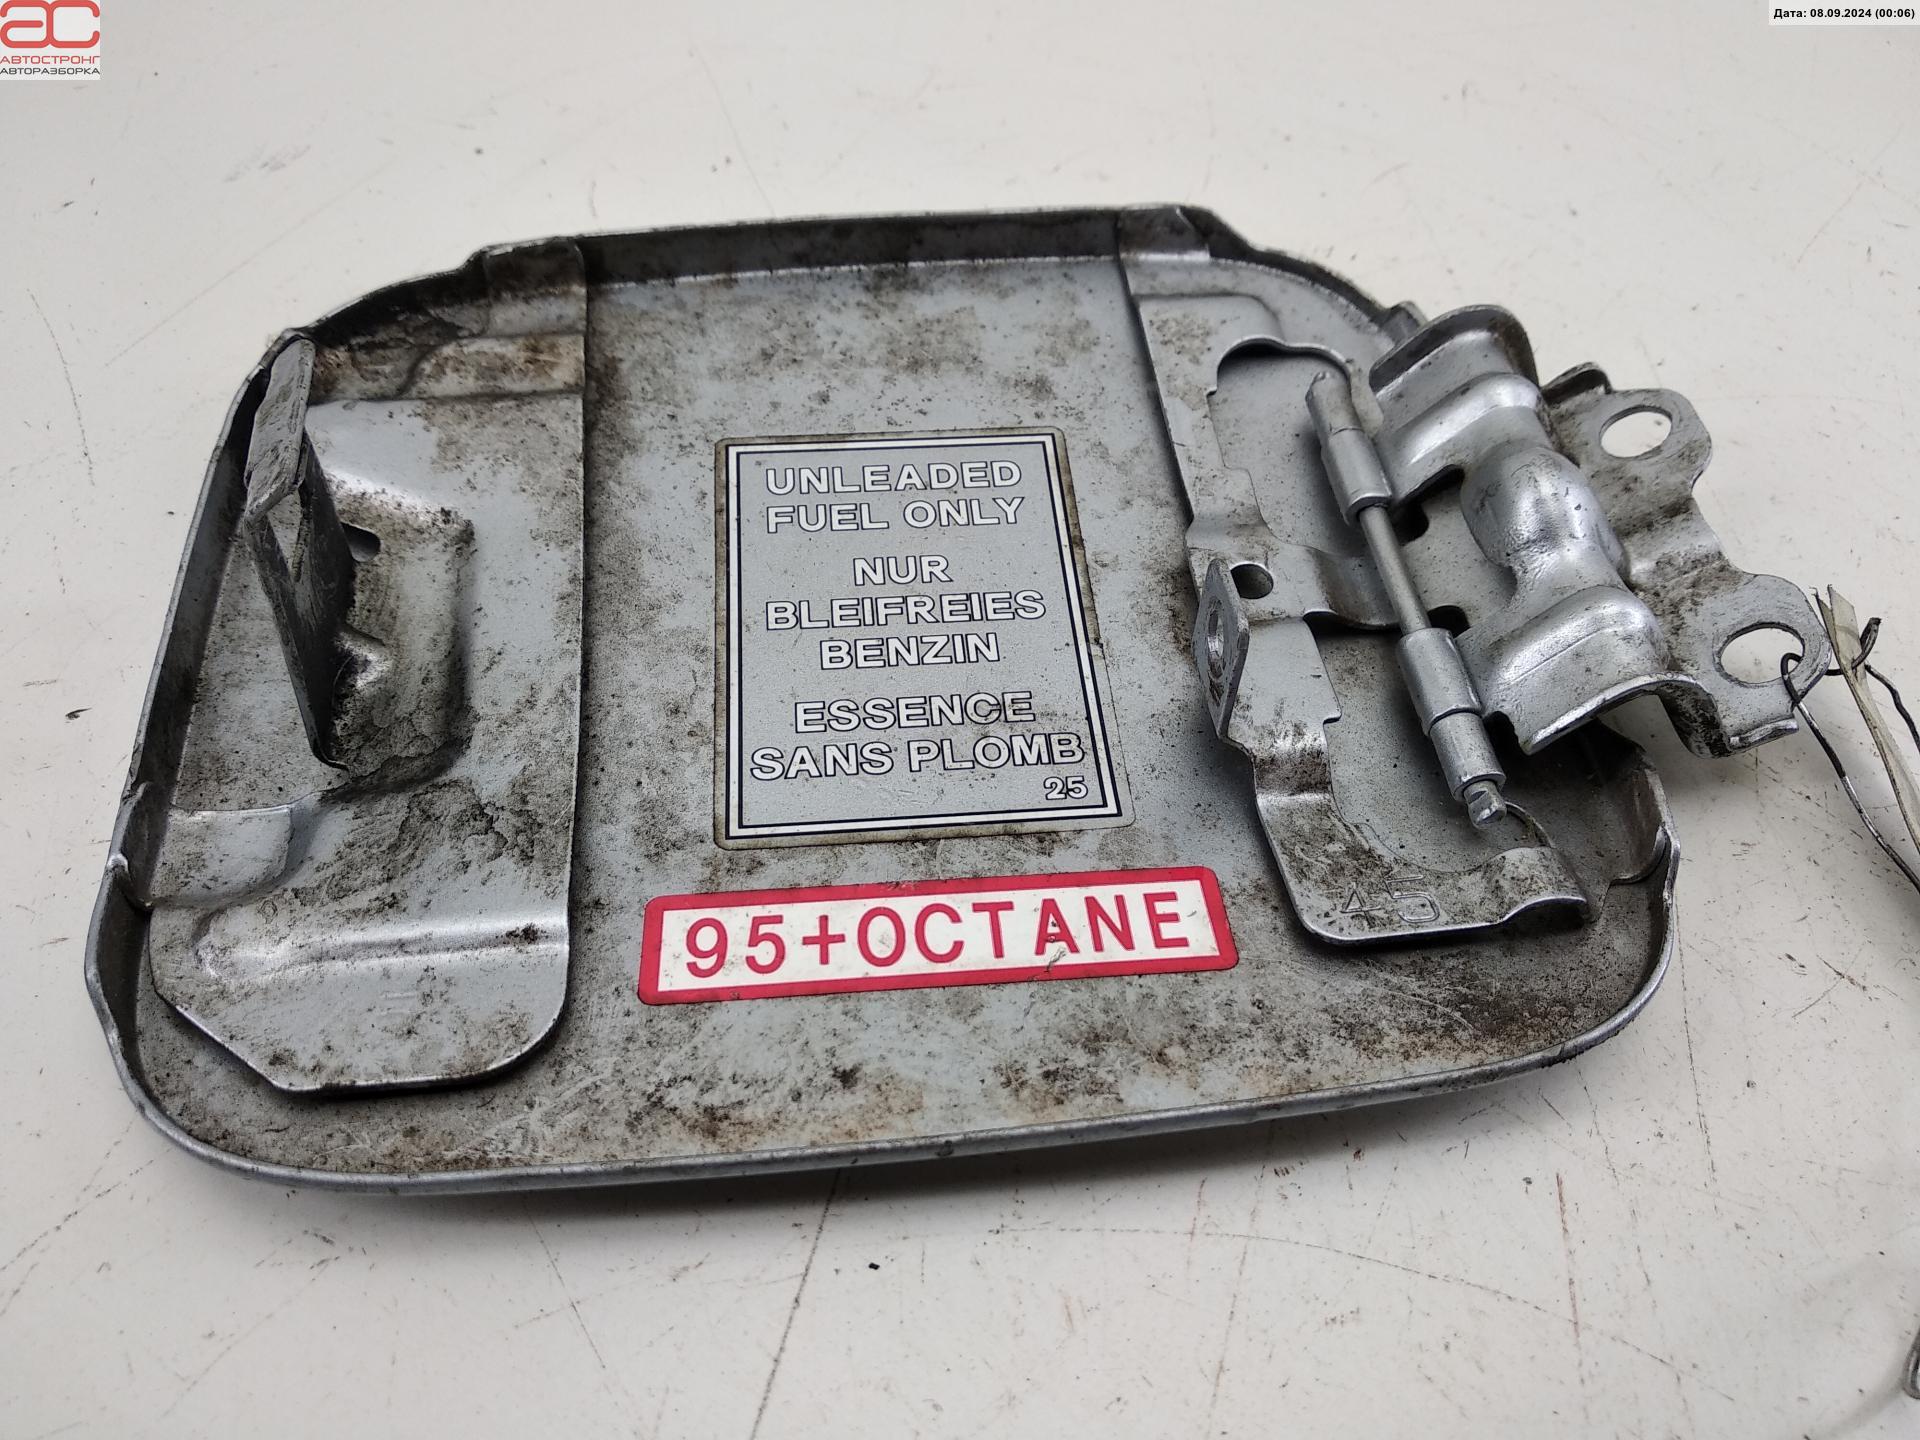 AC
АВТОСТРОНГ
АВТОРАЗБОРКА
Дата: 08.09.2024 (00:06)
UNLEADED
FUEL ONLY
NUR
BLEIFREIES
BENZIN
ESSENCE
SANS PLOMB
25
95+OCTANE
45